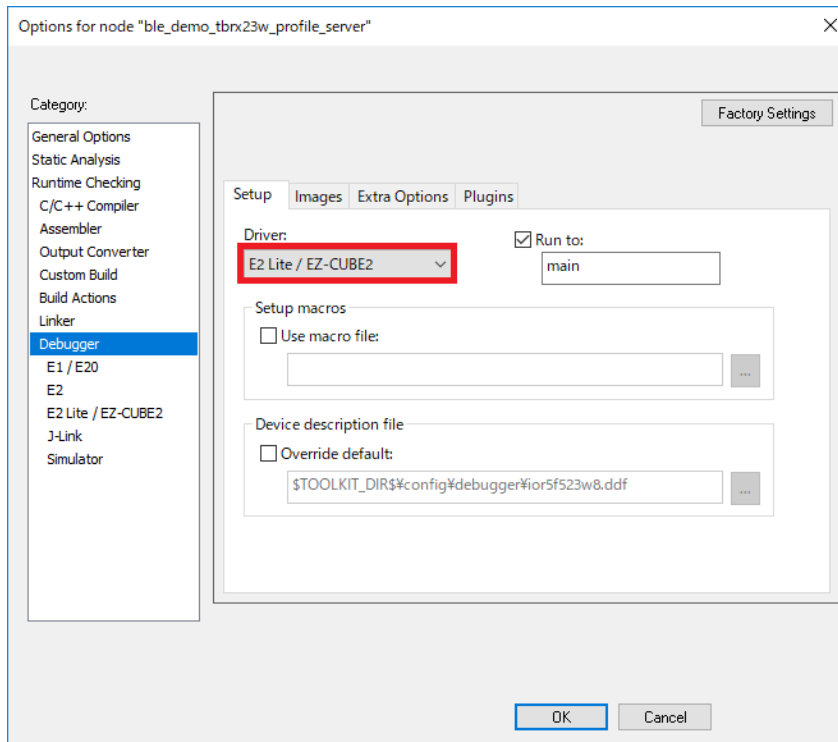 Options for node "ble_demo_tbrx23w_profile_server"
Category:
General Options
Static Analysis
Runtime Checking
C/C++ Compiler
Assembler
Output Converter
Custom Build
Build Actions
Linker
Debugger
E1 / E20
E2
E2 Lite / EZ-CUBE2
J-Link
Simulator
Factory Settings
Setup Images Extra Options Plugins
Driver:
E2 Lite / EZ-CUBE2
Run to:
main
Setup macros
Use macro file:
...
Device description file
Override default:
$TOOLKIT_DIR$¥config¥debugger¥ior5f523w8.ddf
...
OK Cancel